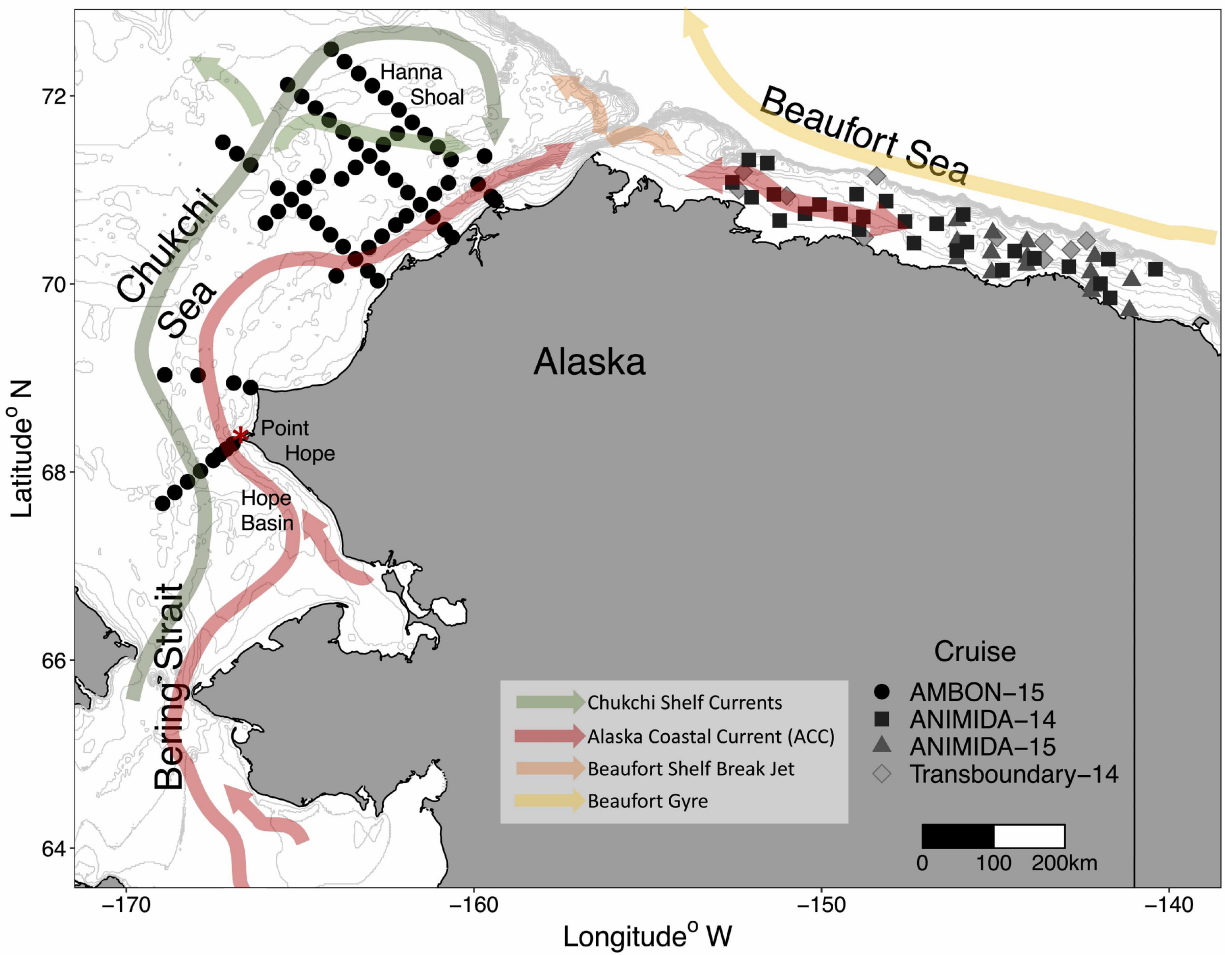 72
70
68
66
64
Latitude° N
−170
−160
−150
−140
Longitude° W
Hanna
Shoal
Beaufort Sea
Chukchi
Sea
Alaska
Point
Hope
Hope
Basin
Bering Strait
Chukchi Shelf Currents
Alaska Coastal Current (ACC)
Beaufort Shelf Break Jet
Beaufort Gyre
Cruise
AMBON−15
ANIMIDA−14
ANIMIDA−15
Transboundary−14
0 100 200km